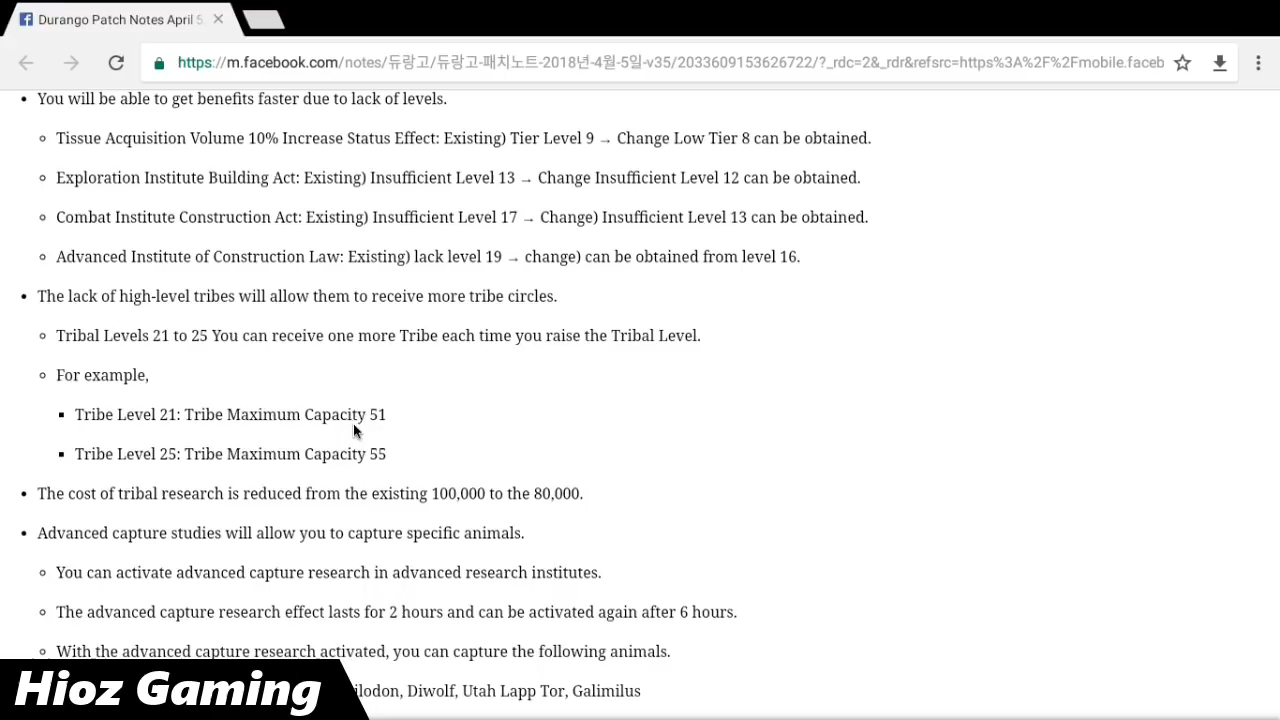 Durango Patch Notes April 5
https://m.facebook.com/notes/듀랑고/듀랑고-패치노트-2018년-4월-5일-v35/2033609153626722/?_rdc=2&_rdr&refsrc=https%3A%2F%2Fmobile.faceb
You will be able to get benefits faster due to lack of levels.
Tissue Acquisition Volume 10% Increase Status Effect: Existing) Tier Level 9 → Change Low Tier 8 can be obtained.
Exploration Institute Building Act: Existing) Insufficient Level 13 → Change Insufficient Level 12 can be obtained.
Combat Institute Construction Act: Existing) Insufficient Level 17 → Change) Insufficient Level 13 can be obtained.
Advanced Institute of Construction Law: Existing) lack level 19 → change) can be obtained from level 16.
The lack of high-level tribes will allow them to receive more tribe circles.
Tribal Levels 21 to 25 You can receive one more Tribe each time you raise the Tribal Level.
For example,
Tribe Level 21: Tribe Maximum Capacity 51
Tribe Level 25: Tribe Maximum Capacity 55
The cost of tribal research is reduced from the existing 100,000 to the 80,000.
Advanced capture studies will allow you to capture specific animals.
You can activate advanced capture research in advanced research institutes.
The advanced capture research effect lasts for 2 hours and can be activated again after 6 hours.
With the advanced capture research activated, you can capture the following animals.
Diwolf, Utah Lapp Tor, Galimilus
Hioz Gaming